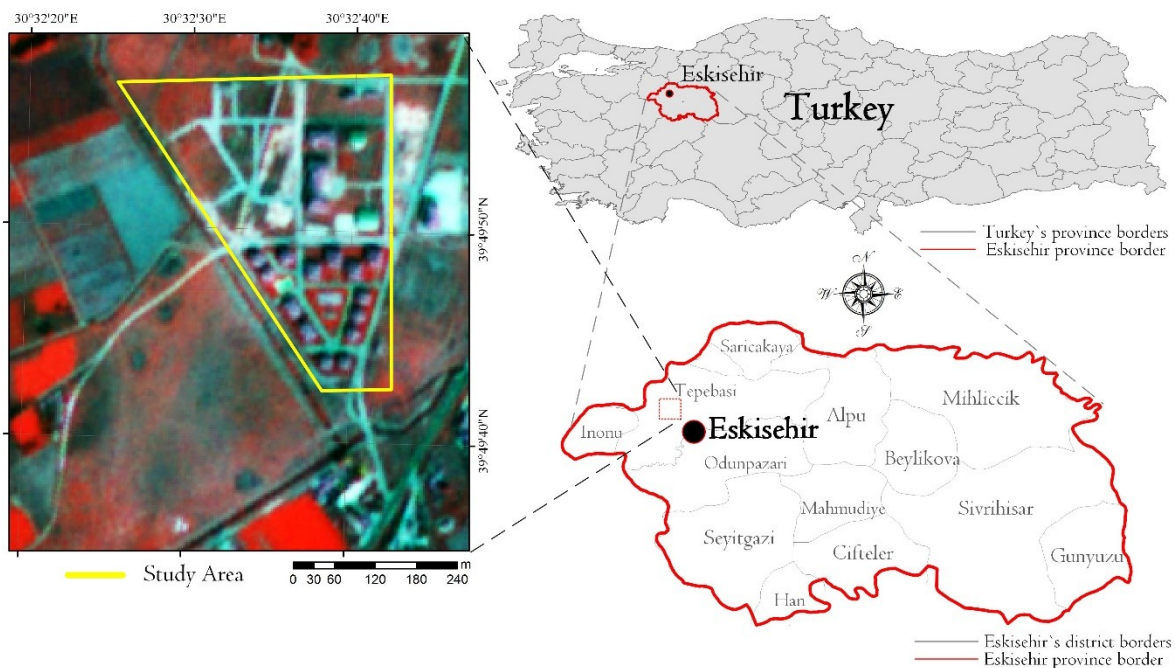 30°32'20"E
30°32'30"E
30°32'40"E
39°49'50"N
39°49'40"N
Study Area
0 30 60 120 180 240 m
Eskisehir
Turkey
Turkey`s province borders
Eskisehir province border
N
W
E
S
Saricakaya
Tepebasi
Mihliccik
Alpu
Inonu
Eskisehir
Beylikova
Odunpazari
Mahmudiye
Sivrihisar
Seyitgazi
Cifteler
Gunyuzu
Han
Eskisehir`s district borders
Eskisehir province border